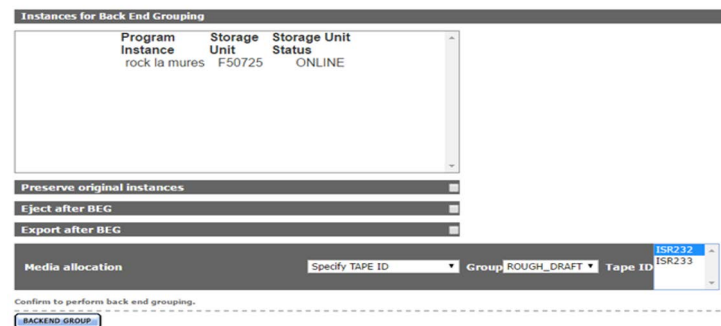 Instances for Back End Grouping
Program Instance Storage Unit Storage Unit Status
rock la mures F50725 ONLINE
Preserve original instances
Eject after BEG
Export after BEG
Media allocation Specify TAPE ID Group ROUGH_DRAFT Tape ID ISR232
ISR233
Confirm to perform back end grouping.
BACKEND GROUP